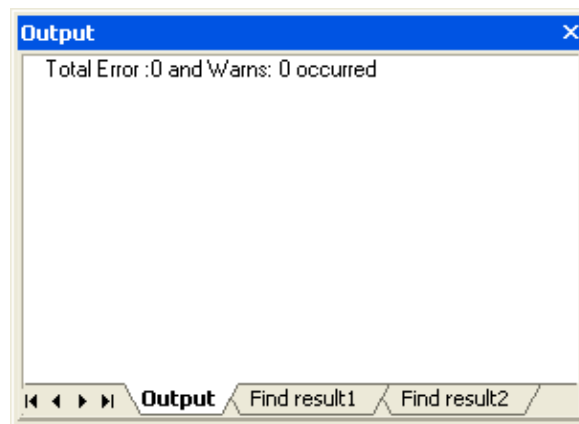 Output
Total Error :0 and Warns: 0 occurred
Output Find result1 Find result2